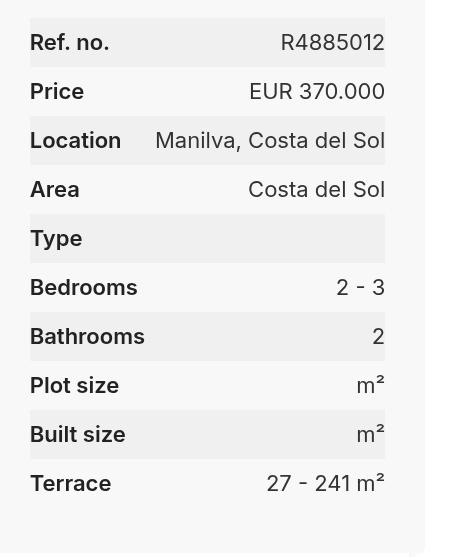 Ref. no. R4885012
Price EUR 370.000
Location Manilva, Costa del Sol
Area Costa del Sol
Type
Bedrooms 2 - 3
Bathrooms 2
Plot size m²
Built size m²
Terrace 27 - 241 m²